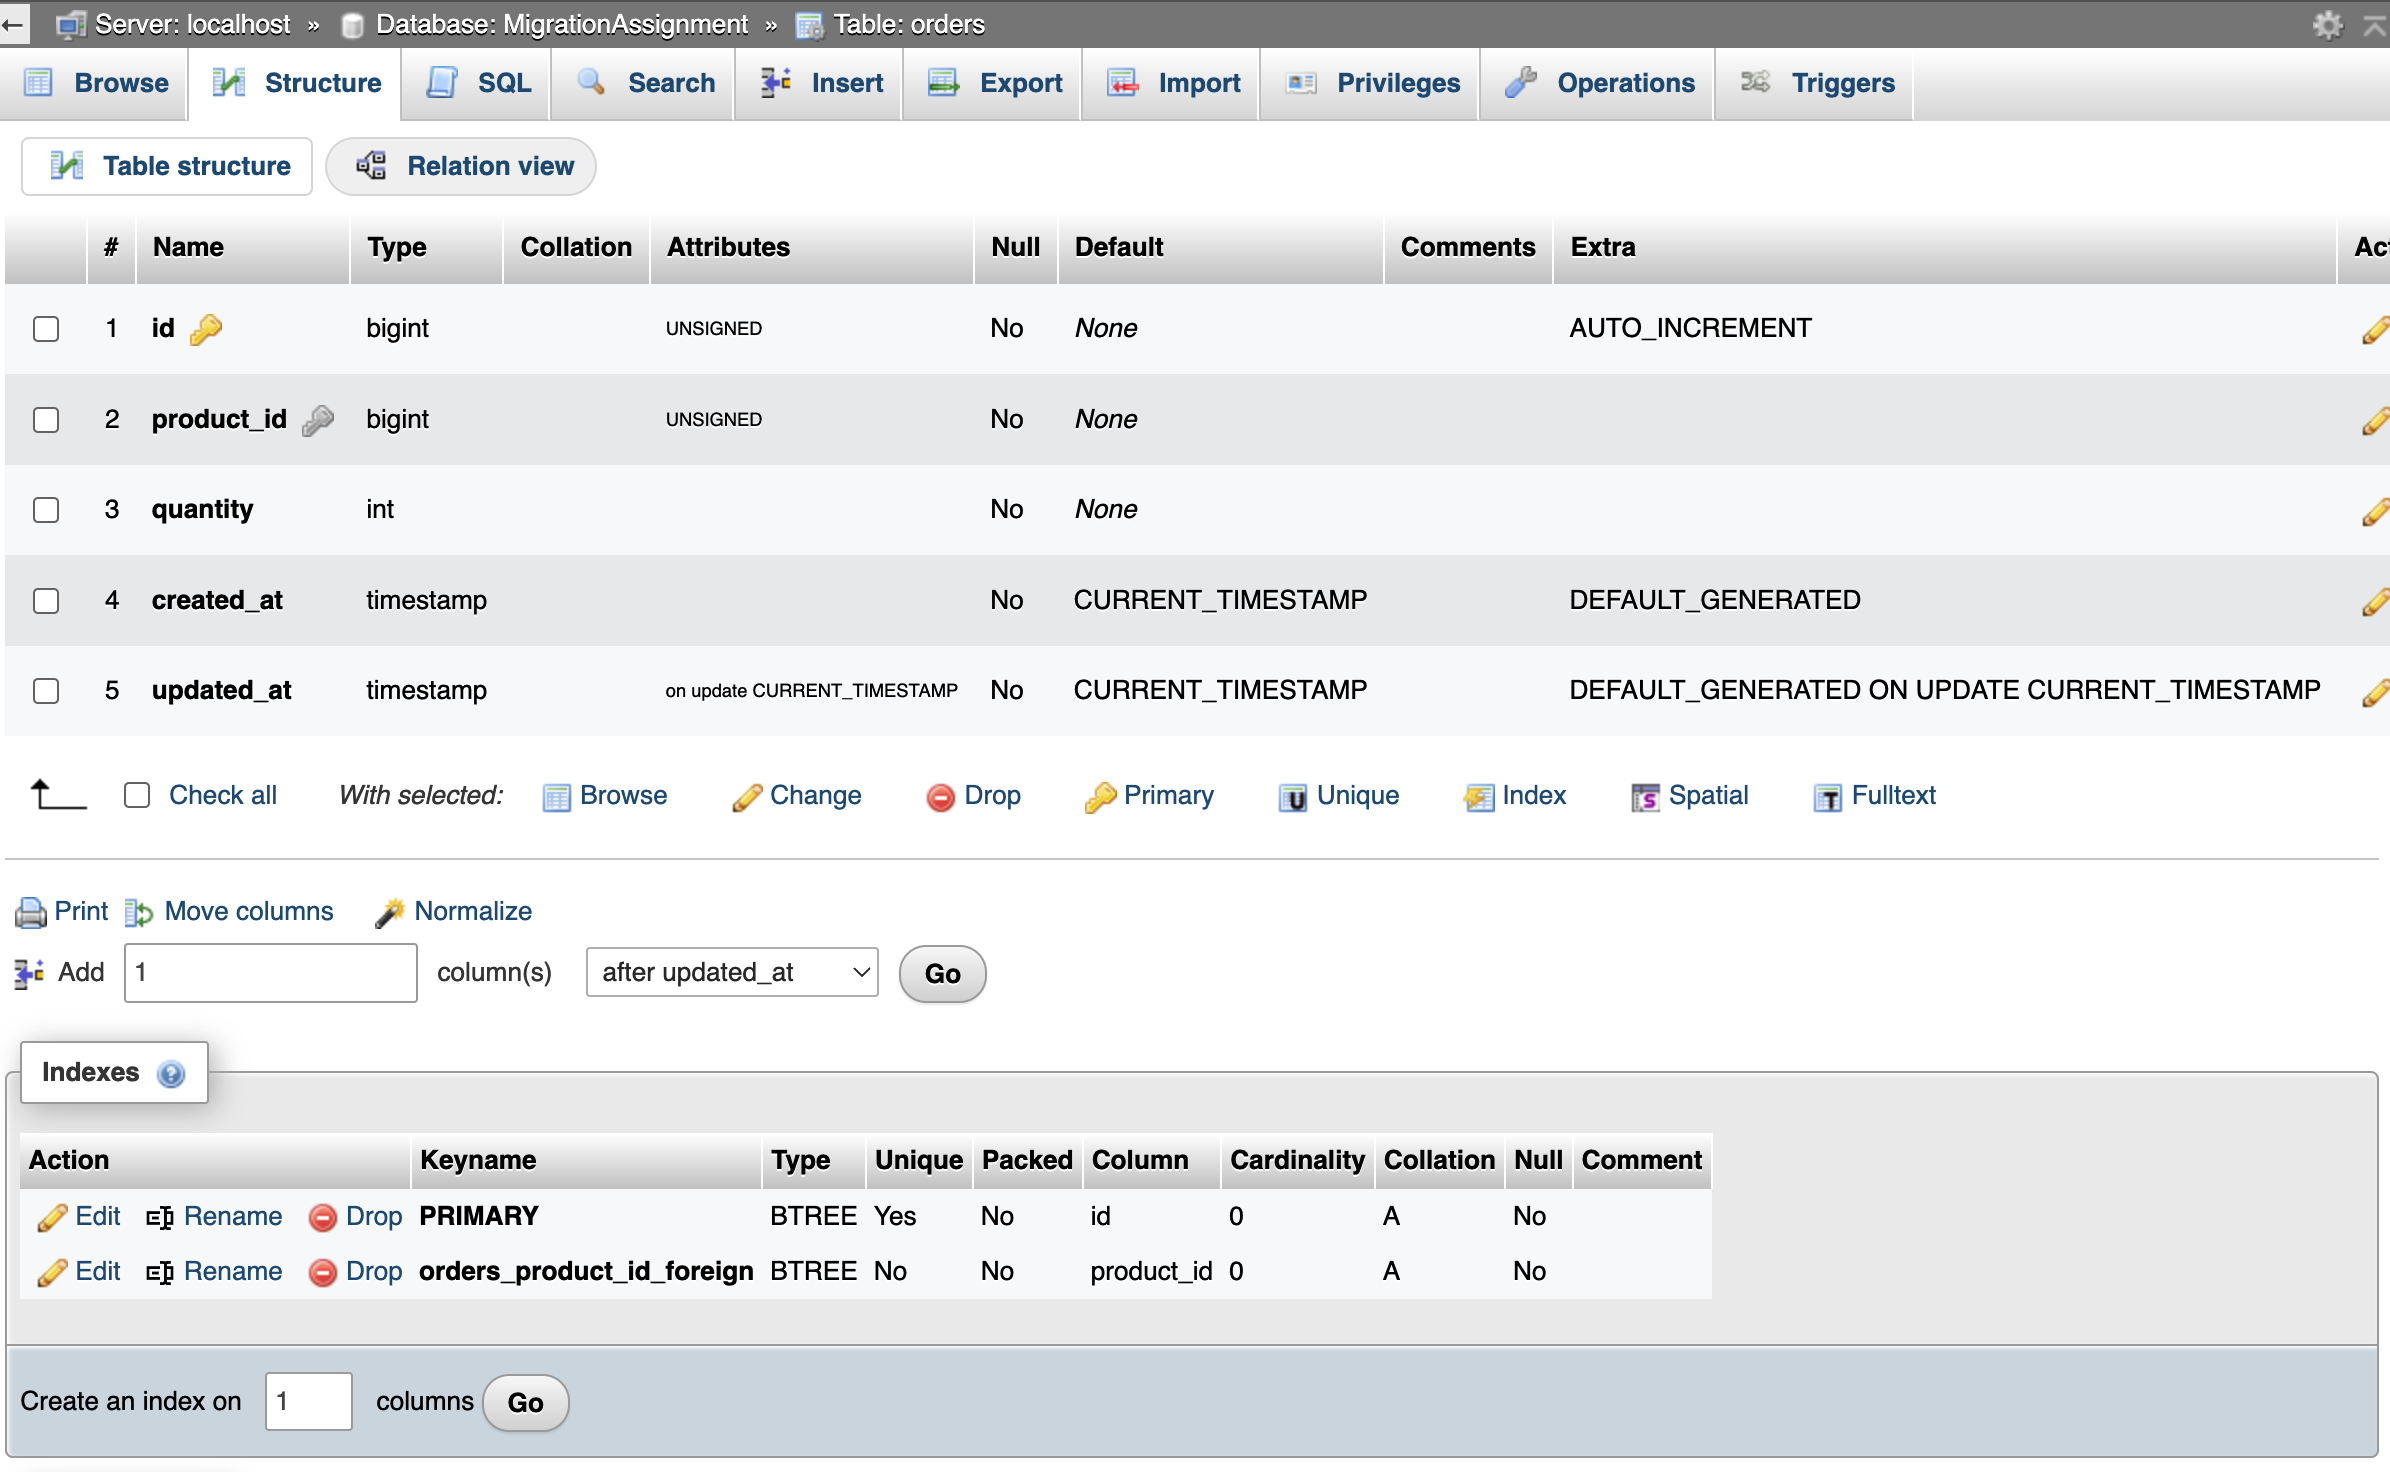 Server: localhost » Database: MigrationAssignment » Table: orders
Browse Structure SQL Search Insert Export Import Privileges Operations Triggers
Table structure Relation view
# Name Type Collation Attributes Null Default Comments Extra Act
1 id bigint UNSIGNED No None AUTO_INCREMENT
2 product_id bigint UNSIGNED No None
3 quantity int No None
4 created_at timestamp No CURRENT_TIMESTAMP DEFAULT_GENERATED
5 updated_at timestamp on update CURRENT_TIMESTAMP No CURRENT_TIMESTAMP DEFAULT_GENERATED ON UPDATE CURRENT_TIMESTAMP
Check all With selected: Browse Change Drop Primary Unique Index Spatial Fulltext
Print Move columns Normalize
Add 1 column(s) after updated_at Go
Indexes
Action Keyname Type Unique Packed Column Cardinality Collation Null Comment
Edit Rename Drop PRIMARY BTREE Yes No id 0 A No
Edit Rename Drop orders_product_id_foreign BTREE No No product_id 0 A No
Create an index on 1 columns Go